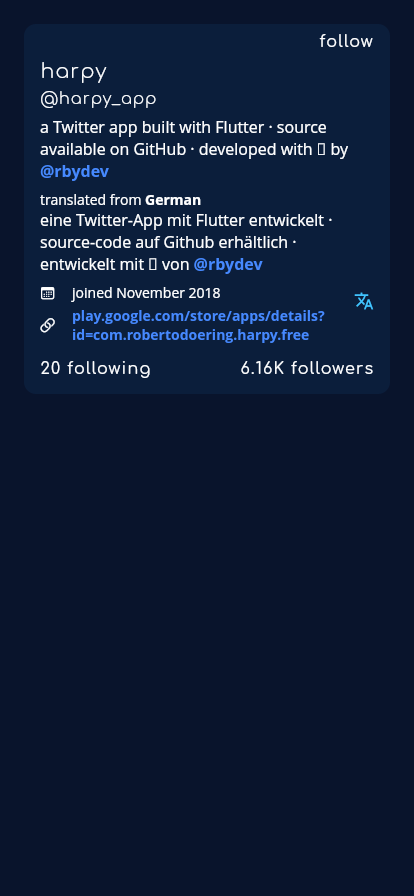 follow
harpy
@harpy_app
a Twitter app built with Flutter · source
available on GitHub · developed with ▯ by
@rbydev
translated from German
eine Twitter-App mit Flutter entwickelt ·
source-code auf Github erhältlich ·
entwickelt mit ▯ von @rbydev
joined November 2018
play.google.com/store/apps/details?
id=com.robertodoering.harpy.free
20 following
6.16K followers